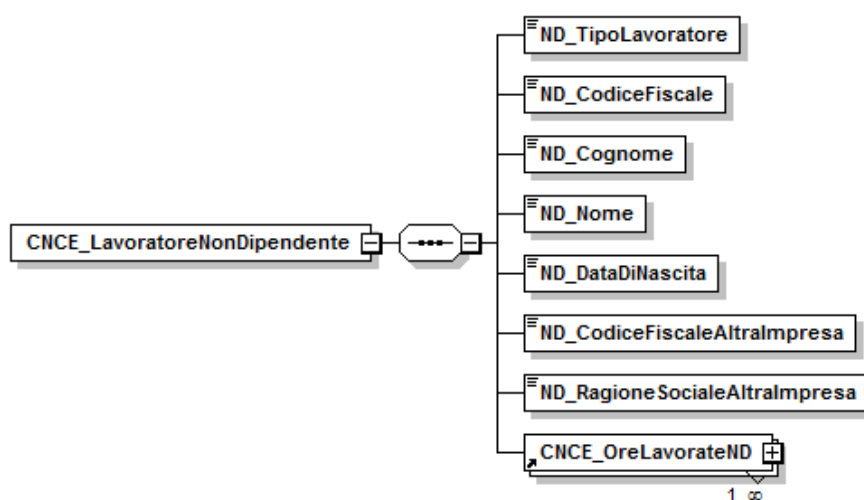 ND_TipoLavoratore
ND_CodiceFiscale
ND_Cognome
ND_Nome
CNCE_LavoratoreNonDipendente
ND_DataDiNascita
ND_CodiceFiscaleAltraImpresa
ND_RagioneSocialeAltraImpresa
CNCE_OreLavorateND
1 ∞